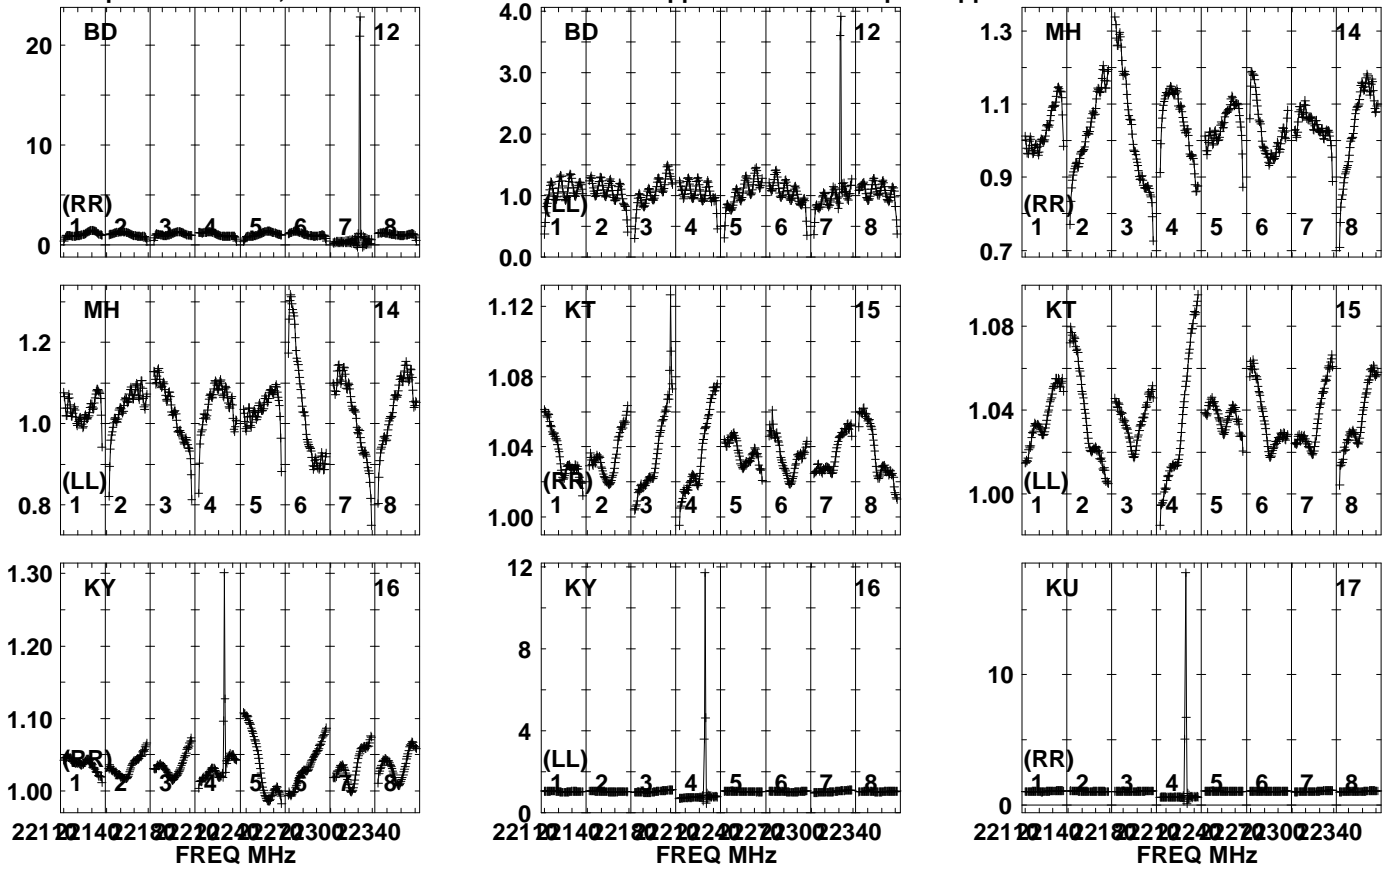 BD 12
20
10
0
(RR)
1 2 3 4 5 6 7 8
BD 12
4.0
3.0
2.0
1.0
0.0
(LL)
1 2 3 4 5 6 7 8
MH 14
1.3
1.1
0.9
0.7
(RR)
1 2 3 4 5 6 7 8
MH 14
1.2
1.0
0.8
(LL)
1 2 3 4 5 6 7 8
KT 15
1.12
1.08
1.04
1.00
(RR)
1 2 3 4 5 6 7 8
KT 15
1.08
1.04
1.00
(LL)
1 2 3 4 5 6 7 8
KY 16
1.30
1.20
1.10
1.00
(RR)
1 2 3 4 5 6 7 8
KY 16
12
8
4
0
(LL)
1 2 3 4 5 6 7 8
KU 17
10
0
(RR)
1 2 3 4 5 6 7 8
FREQ MHz
FREQ MHz
FREQ MHz